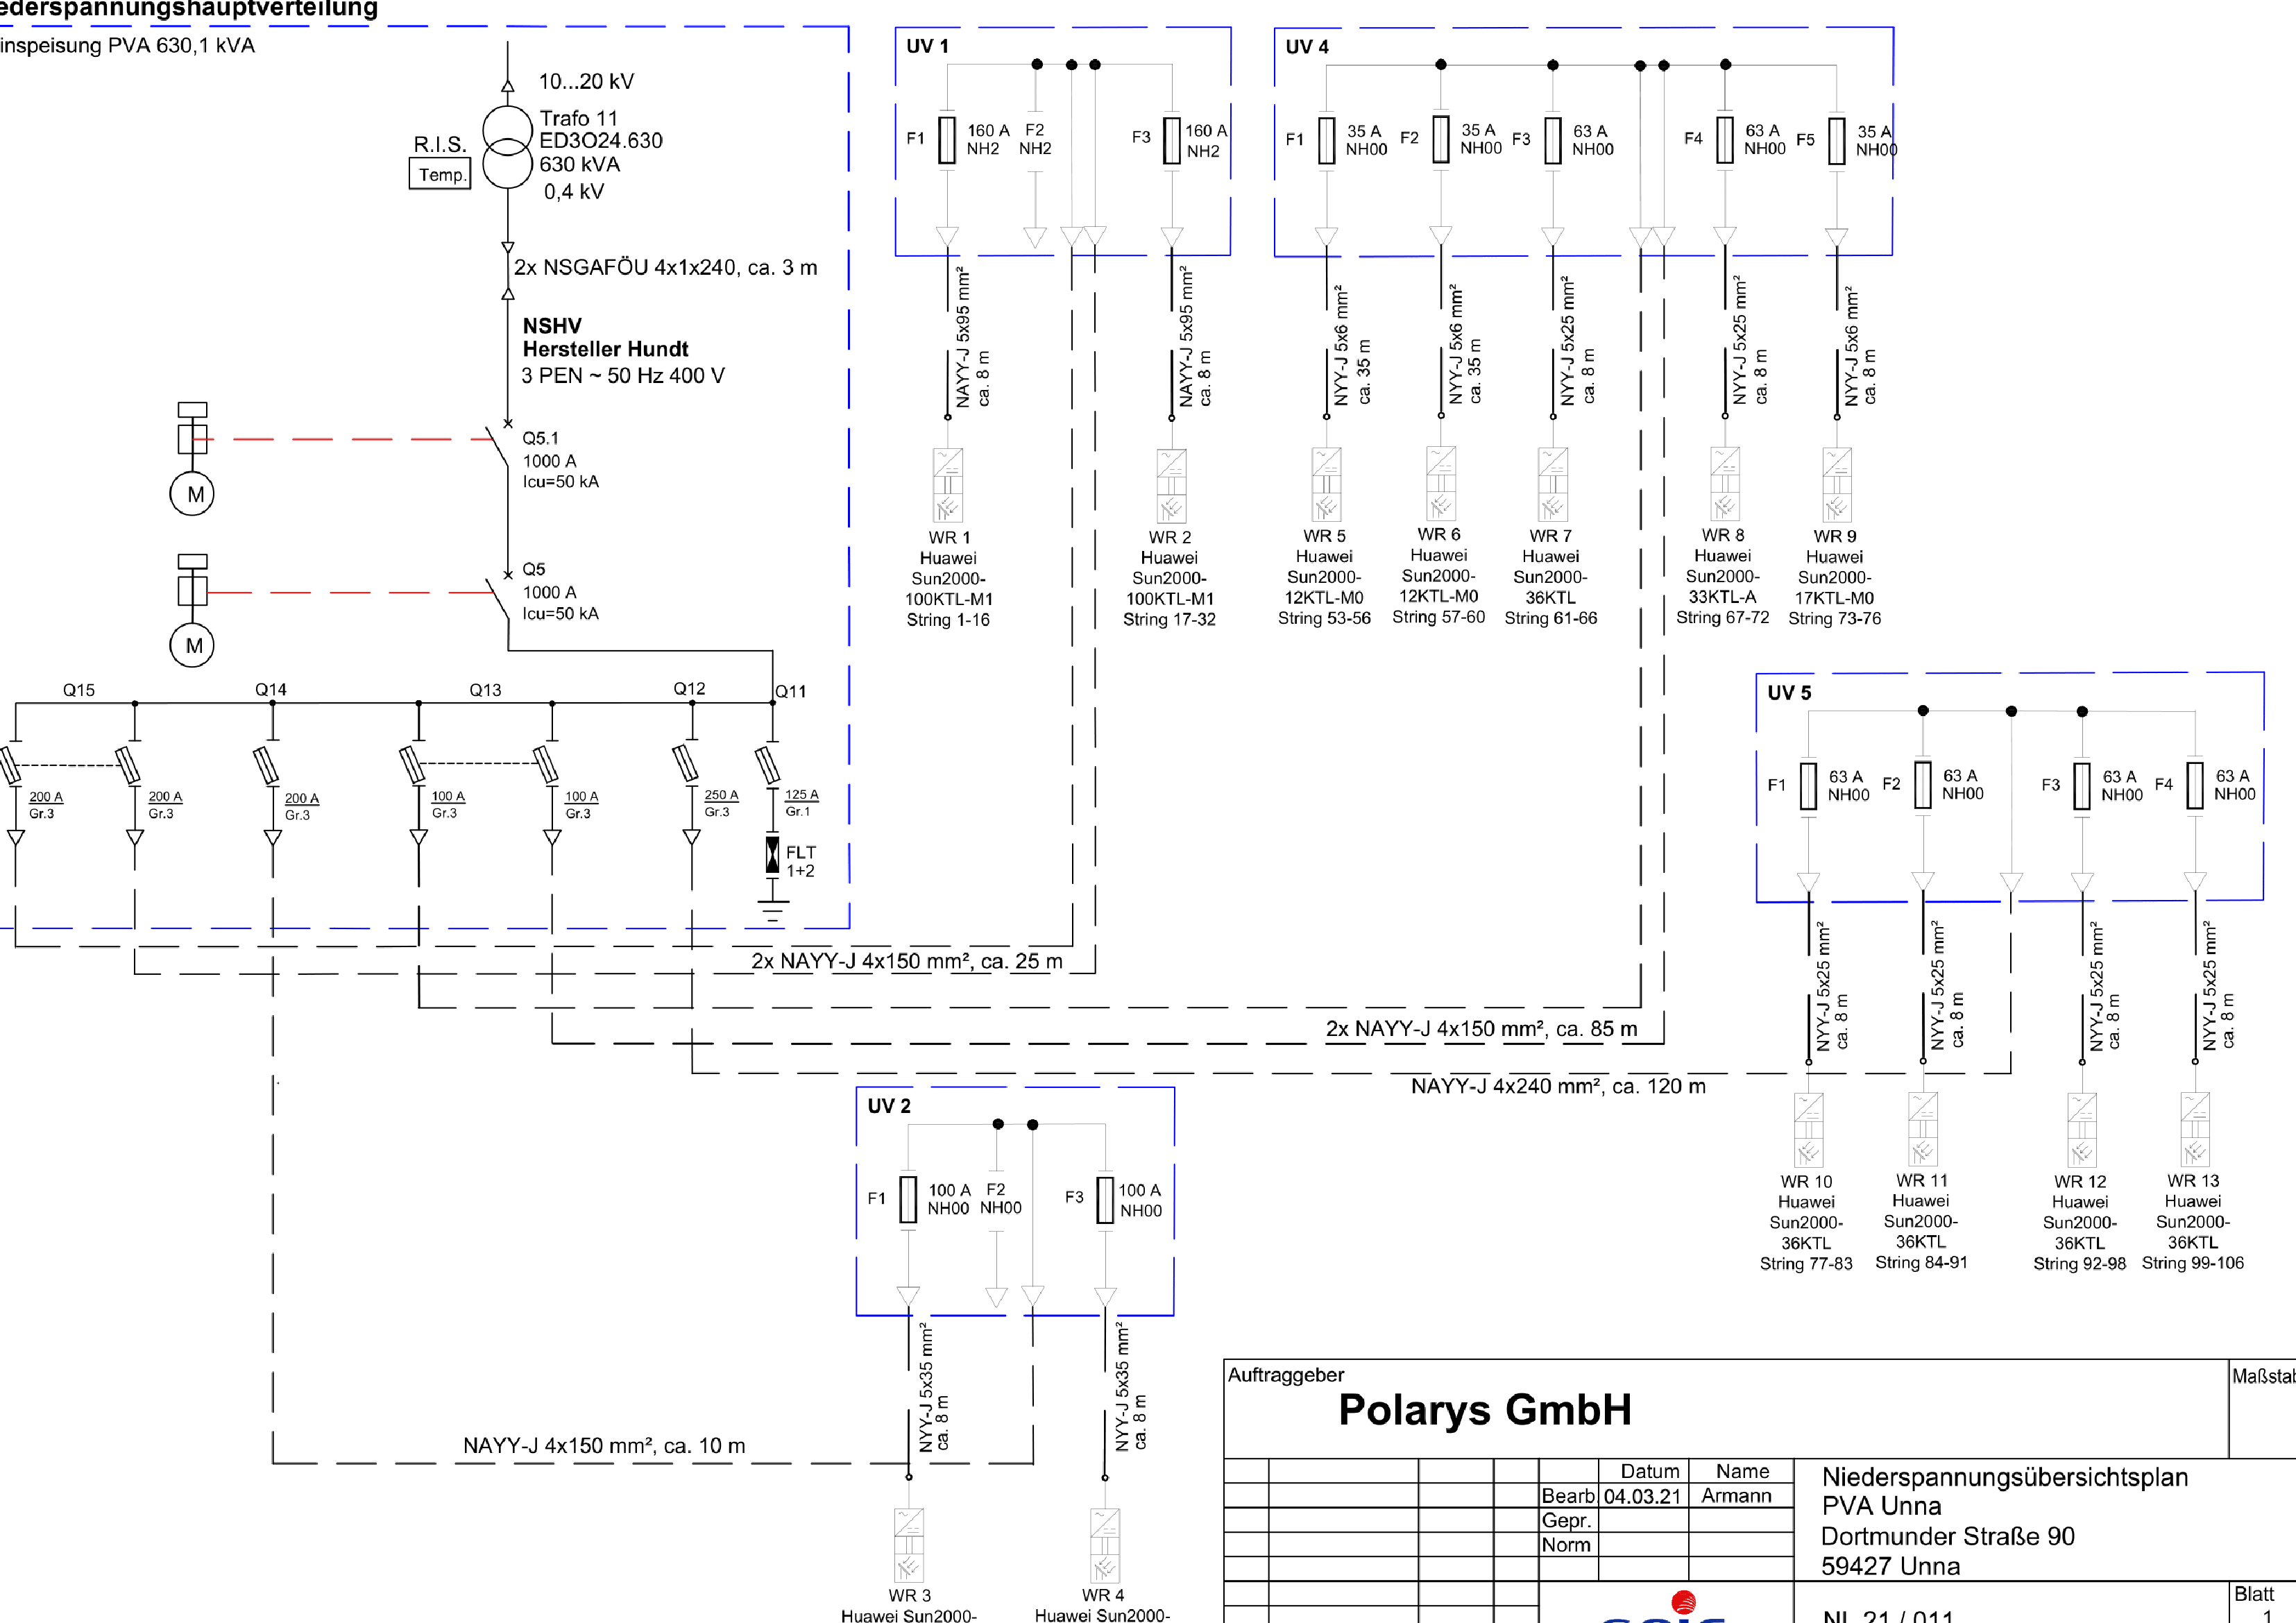 ederspannungshauptverteilung
inspeisung PVA 630,1 kVA
10...20 kV
Trafo 11
ED3O24.630
630 kVA
0,4 kV
R.I.S.
Temp.
2x NSGAFÖU 4x1x240, ca. 3 m
NSHV
Hersteller Hundt
3 PEN ~ 50 Hz 400 V
Q5.1
1000 A
Icu=50 kA
M
Q5
1000 A
Icu=50 kA
M
Q15
Q14
Q13
Q12
Q11
200 A
Gr.3
200 A
Gr.3
200 A
Gr.3
100 A
Gr.3
100 A
Gr.3
250 A
Gr.3
125 A
Gr.1
FLT
1+2
UV 1
F1
160 A
NH2
F2
NH2
F3
160 A
NH2
NAYY-J 5x95 mm²
ca. 8 m
NAYY-J 5x95 mm²
ca. 8 m
WR 1
Huawei
Sun2000-
100KTL-M1
String 1-16
WR 2
Huawei
Sun2000-
100KTL-M1
String 17-32
UV 4
F1
35 A
NH00
F2
35 A
NH00
F3
63 A
NH00
F4
63 A
NH00
F5
35 A
NH00
NYY-J 5x6 mm²
ca. 35 m
NYY-J 5x6 mm²
ca. 35 m
NYY-J 5x25 mm²
ca. 8 m
NYY-J 5x25 mm²
ca. 8 m
NYY-J 5x6 mm²
ca. 8 m
WR 5
Huawei
Sun2000-
12KTL-M0
String 53-56
WR 6
Huawei
Sun2000-
12KTL-M0
String 57-60
WR 7
Huawei
Sun2000-
36KTL
String 61-66
WR 8
Huawei
Sun2000-
33KTL-A
String 67-72
WR 9
Huawei
Sun2000-
17KTL-M0
String 73-76
UV 5
F1
63 A
NH00
F2
63 A
NH00
F3
63 A
NH00
F4
63 A
NH00
NYY-J 5x25 mm²
ca. 8 m
NYY-J 5x25 mm²
ca. 8 m
NYY-J 5x25 mm²
ca. 8 m
NYY-J 5x25 mm²
ca. 8 m
WR 10
Huawei
Sun2000-
36KTL
String 77-83
WR 11
Huawei
Sun2000-
36KTL
String 84-91
WR 12
Huawei
Sun2000-
36KTL
String 92-98
WR 13
Huawei
Sun2000-
36KTL
String 99-106
2x NAYY-J 4x150 mm², ca. 25 m
2x NAYY-J 4x150 mm², ca. 85 m
NAYY-J 4x240 mm², ca. 120 m
UV 2
F1
100 A
NH00
F2
NH00
F3
100 A
NH00
NYY-J 5x35 mm²
ca. 8 m
NYY-J 5x35 mm²
ca. 8 m
NAYY-J 4x150 mm², ca. 10 m
WR 3
Huawei Sun2000-
WR 4
Huawei Sun2000-
Auftraggeber
Polarys GmbH
Maßstab
Datum Name
Bearb. 04.03.21 Armann
Gepr.
Norm
Niederspannungsübersichtsplan
PVA Unna
Dortmunder Straße 90
59427 Unna
NL 21 / 011
Blatt
1